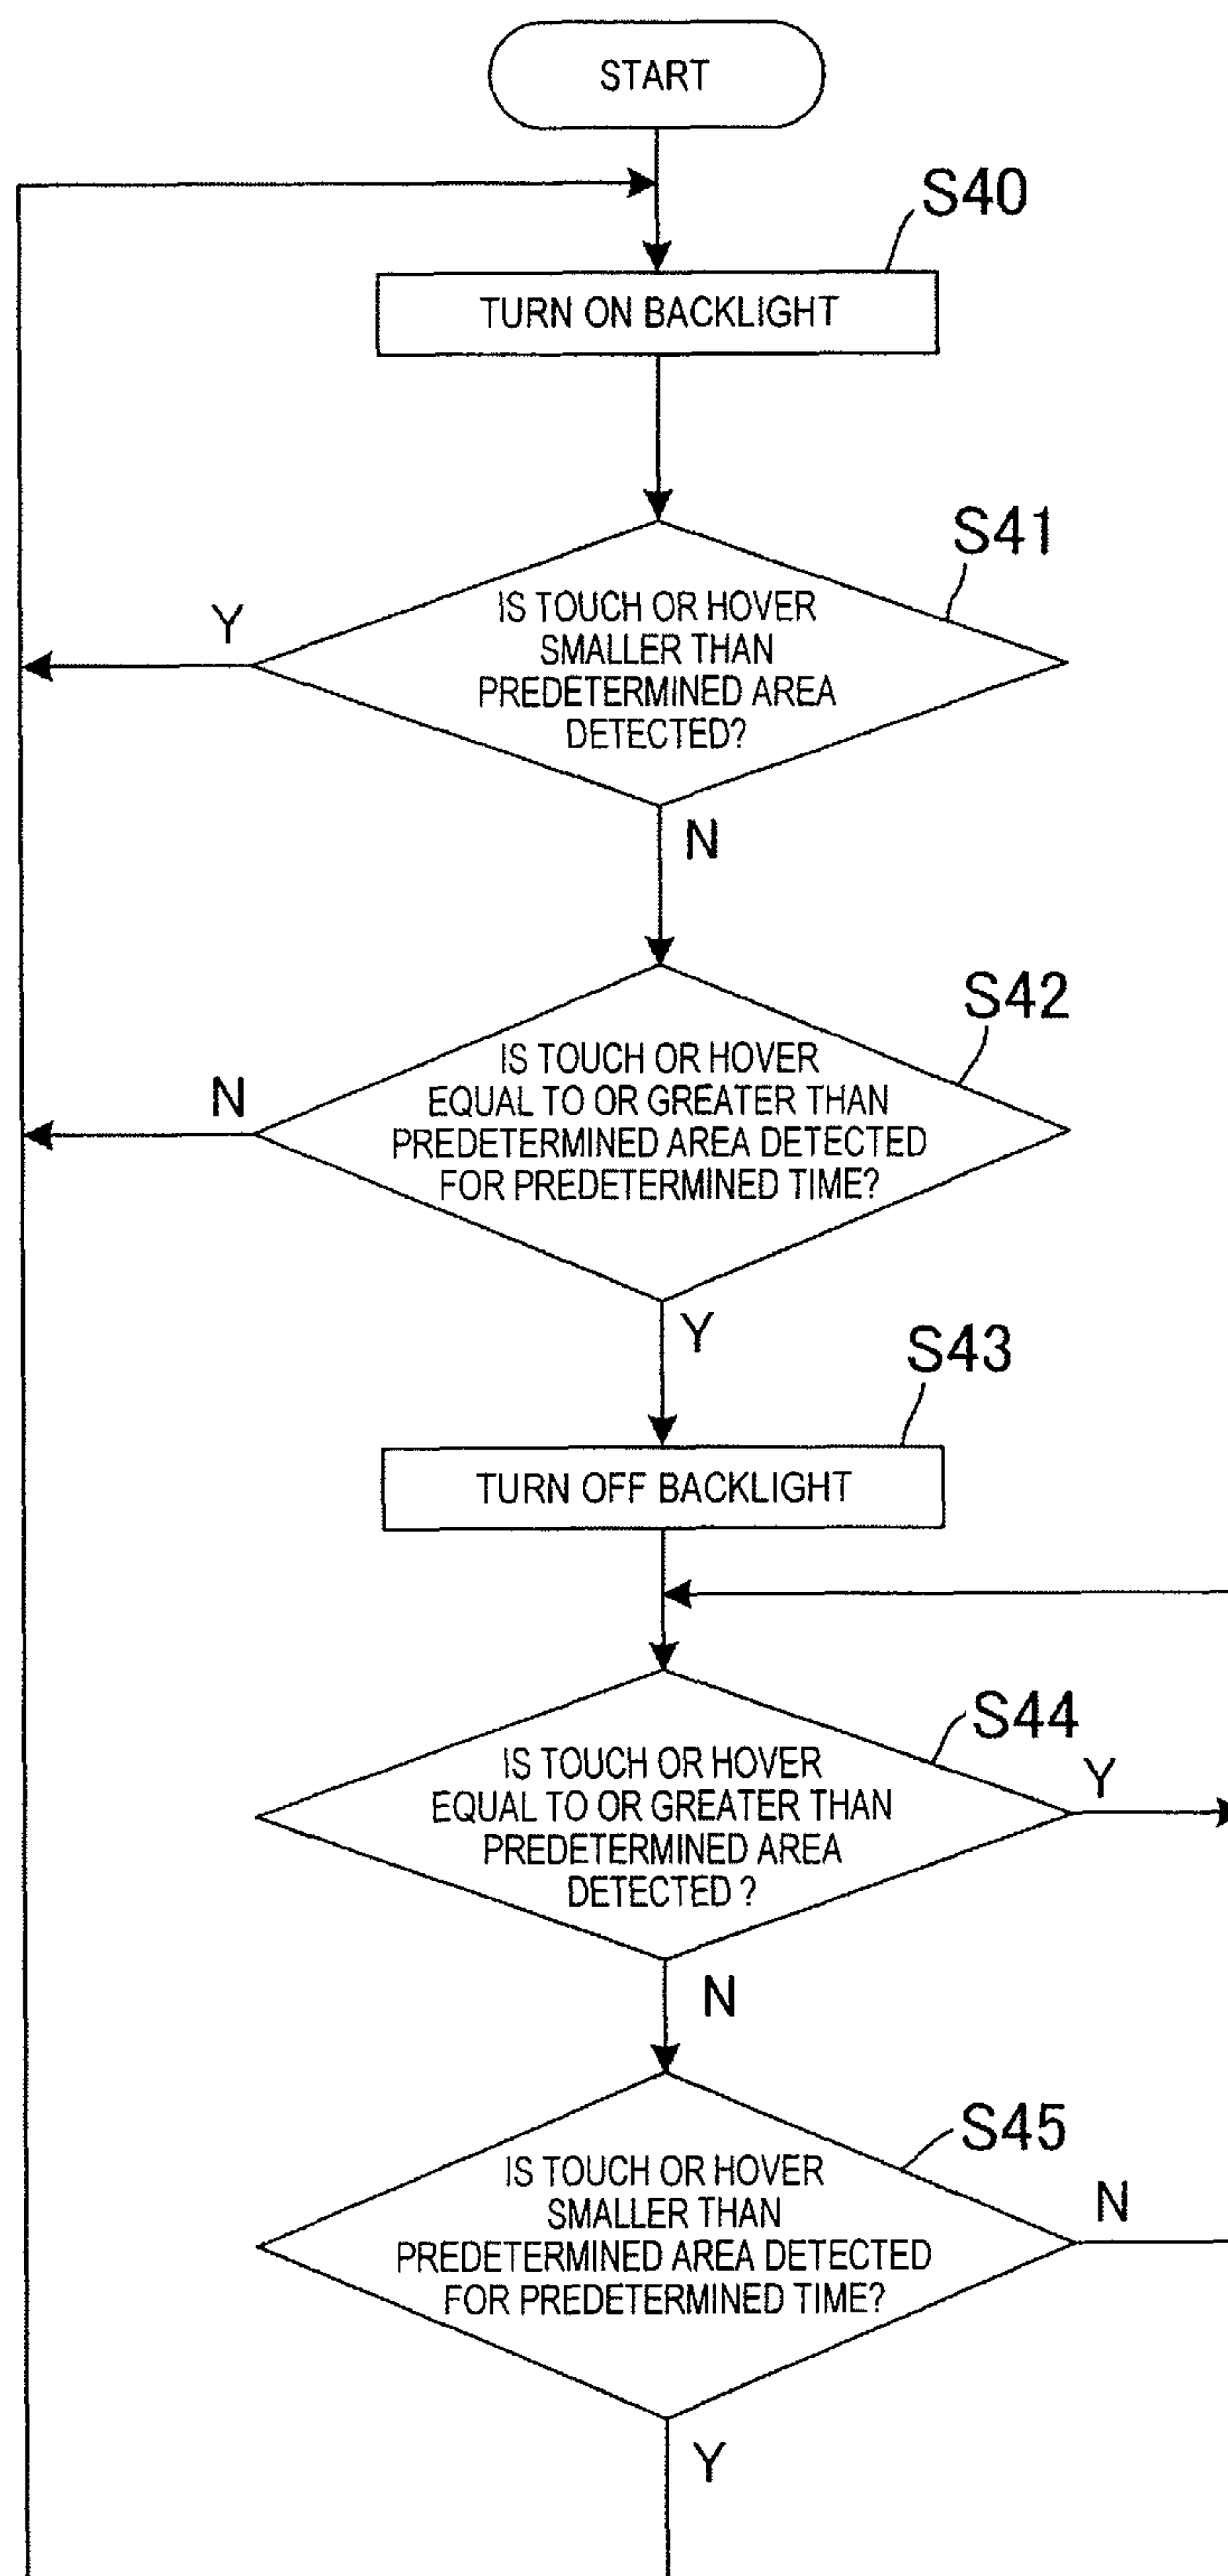 START
S40
TURN ON BACKLIGHT
S41
IS TOUCH OR HOVER
SMALLER THAN
PREDETERMINED AREA
DETECTED?
Y
N
S42
IS TOUCH OR HOVER
EQUAL TO OR GREATER THAN
PREDETERMINED AREA DETECTED
FOR PREDETERMINED TIME?
N
Y
S43
TURN OFF BACKLIGHT
S44
IS TOUCH OR HOVER
EQUAL TO OR GREATER THAN
PREDETERMINED AREA
DETECTED ?
Y
N
S45
IS TOUCH OR HOVER
SMALLER THAN
PREDETERMINED AREA DETECTED
FOR PREDETERMINED TIME?
N
Y